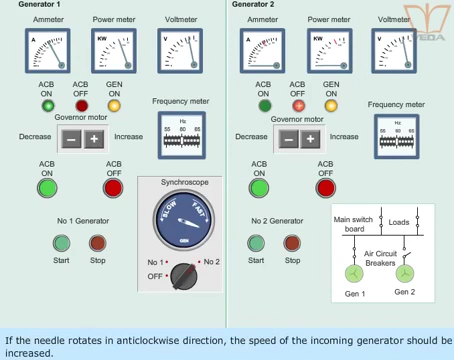 Generator 1
Generator 2
VEDA
Ammeter
Power meter
Voltmeter
Ammeter
Power meter
Voltmeter
A
KW
V
A
KW
V
ACB ON
ACB OFF
GEN ON
ACB ON
ACB OFF
GEN ON
Frequency meter
Frequency meter
Governor motor
Governor motor
Hz
55 60 65
Hz
55 60 65
Decrease
Increase
Decrease
Increase
ACB ON
ACB OFF
ACB ON
ACB OFF
Synchroscope
SLOW
FAST
GEN
No 1 Generator
No 2 Generator
Main switch board
Loads
Air Circuit Breakers
No 1
No 2
OFF
Start
Stop
Start
Stop
Gen 1
Gen 2
If the needle rotates in anticlockwise direction, the speed of the incoming generator should be
increased.